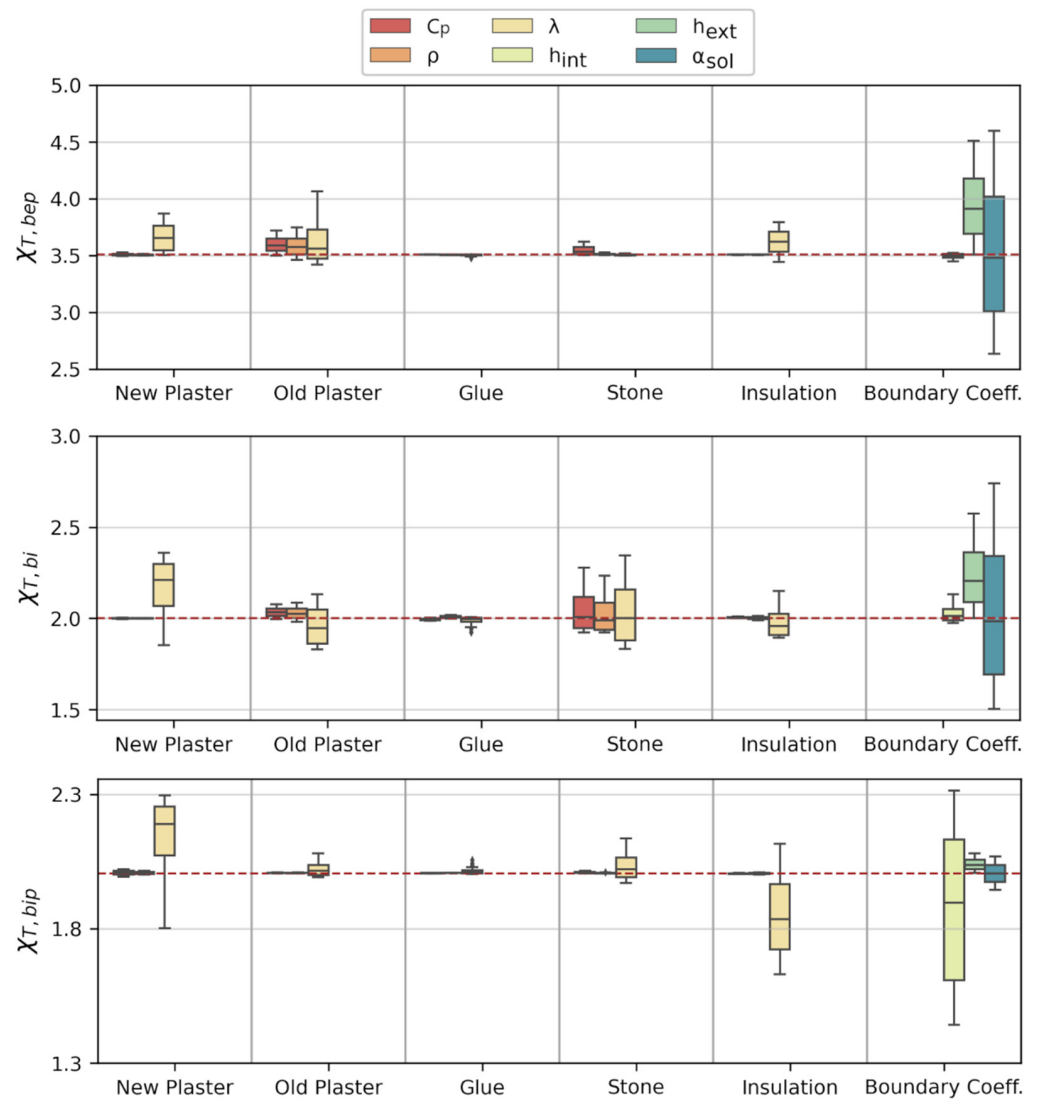 Cp λ hext
ρ hint αsol
5.0
4.5
4.0
3.5
3.0
2.5
χT, bep
New Plaster Old Plaster Glue Stone Insulation Boundary Coeff.
3.0
2.5
2.0
1.5
χT, bi
New Plaster Old Plaster Glue Stone Insulation Boundary Coeff.
2.3
1.8
1.3
χT, bip
New Plaster Old Plaster Glue Stone Insulation Boundary Coeff.